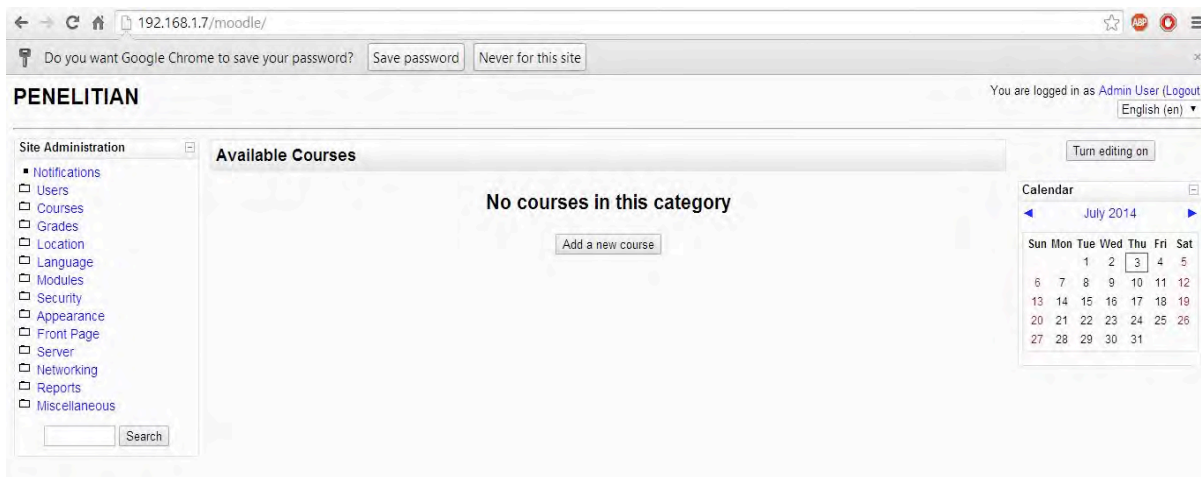 192.168.1.7/moodle/
ABP
Do you want Google Chrome to save your password? Save password Never for this site
PENELITIAN
You are logged in as Admin User (Logout
English (en)
Site Administration
Notifications
Users
Courses
Grades
Location
Language
Modules
Security
Appearance
Front Page
Server
Networking
Reports
Miscellaneous
Search
Available Courses
No courses in this category
Add a new course
Turn editing on
Calendar
July 2014
Sun Mon Tue Wed Thu Fri Sat
1 2 3 4 5
6 7 8 9 10 11 12
13 14 15 16 17 18 19
20 21 22 23 24 25 26
27 28 29 30 31